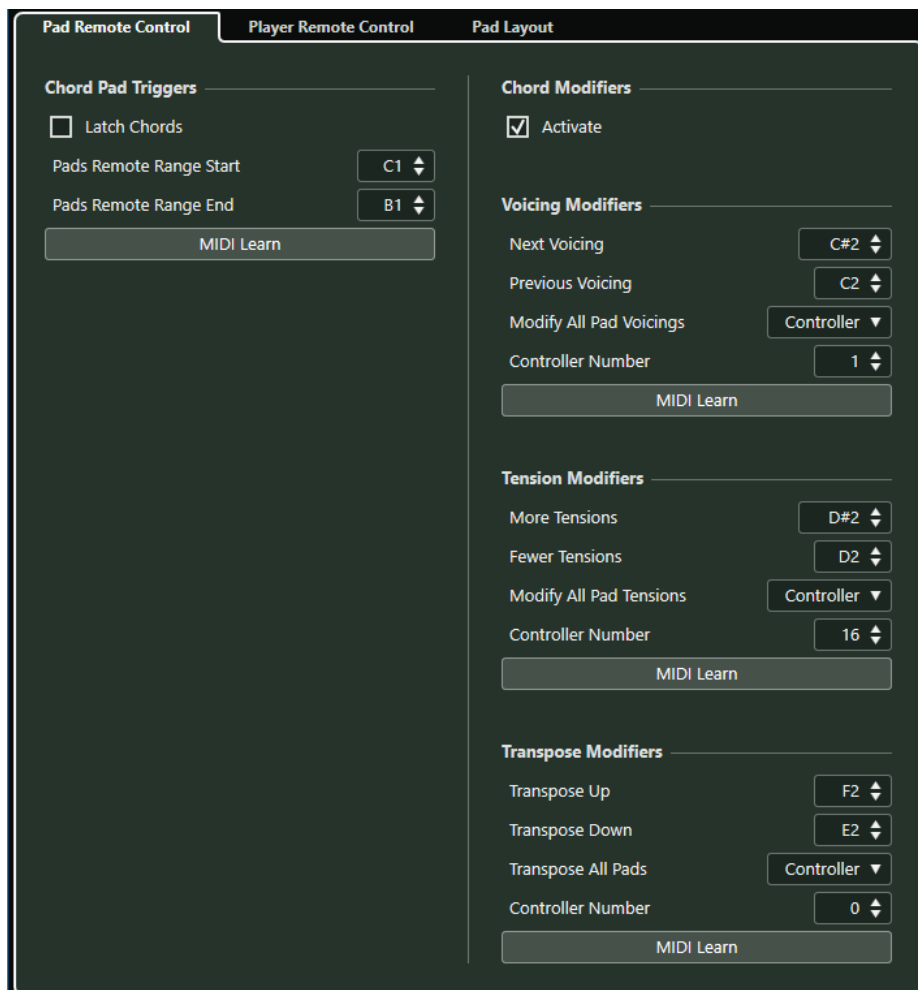 Pad Remote Control
Player Remote Control
Pad Layout
Chord Pad Triggers
Latch Chords
Pads Remote Range Start C1
Pads Remote Range End B1
MIDI Learn
Chord Modifiers
Activate
Voicing Modifiers
Next Voicing C#2
Previous Voicing C2
Modify All Pad Voicings Controller
Controller Number 1
MIDI Learn
Tension Modifiers
More Tensions D#2
Fewer Tensions D2
Modify All Pad Tensions Controller
Controller Number 16
MIDI Learn
Transpose Modifiers
Transpose Up F2
Transpose Down E2
Transpose All Pads Controller
Controller Number 0
MIDI Learn